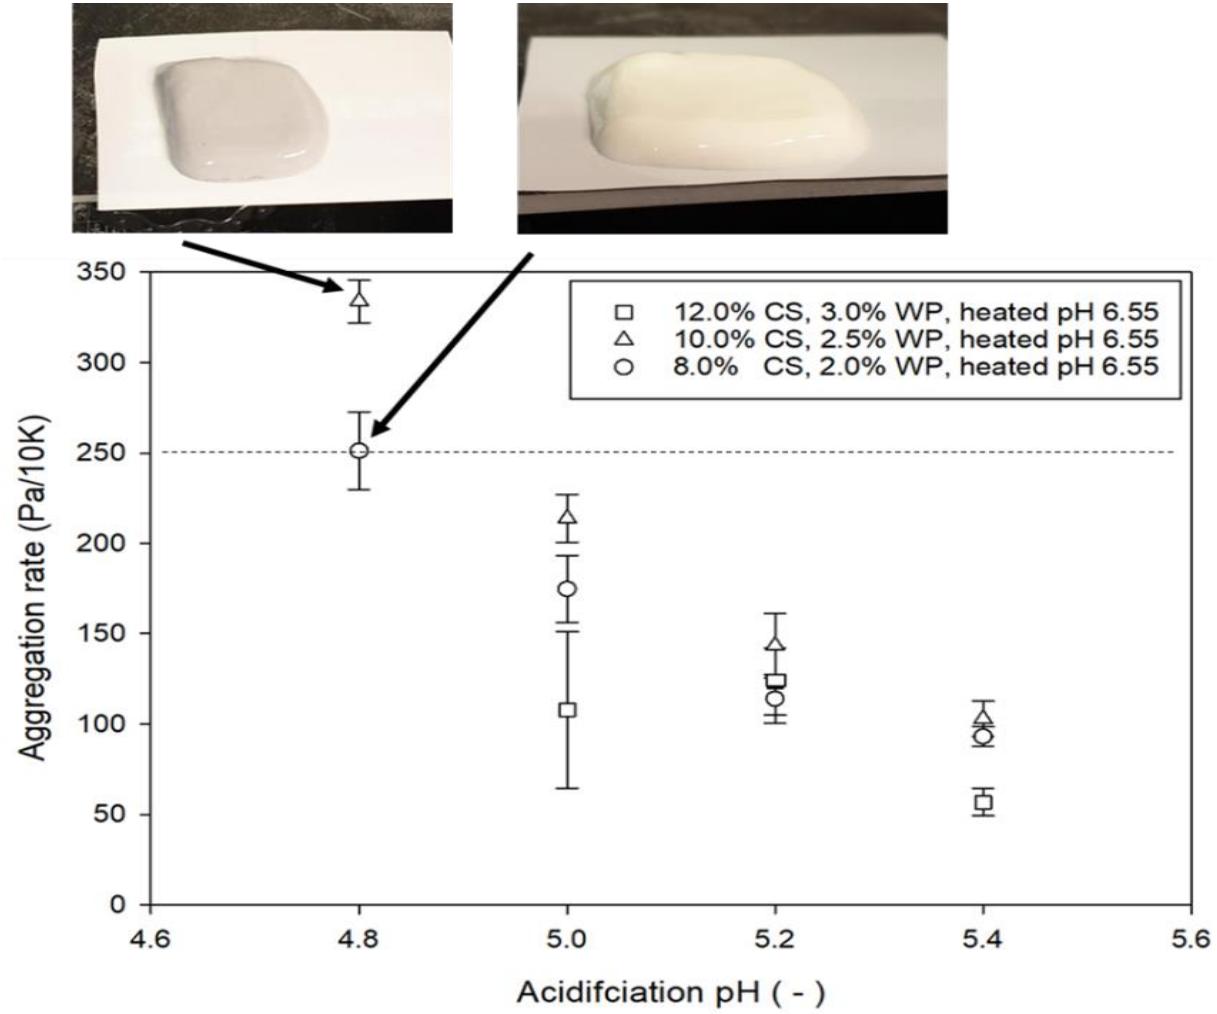 350
300
250
200
150
100
50
0
Aggregation rate (Pa/10K)
12.0% CS, 3.0% WP, heated pH 6.55
10.0% CS, 2.5% WP, heated pH 6.55
8.0% CS, 2.0% WP, heated pH 6.55
4.6 4.8 5.0 5.2 5.4 5.6
Acidifciation pH ( - )